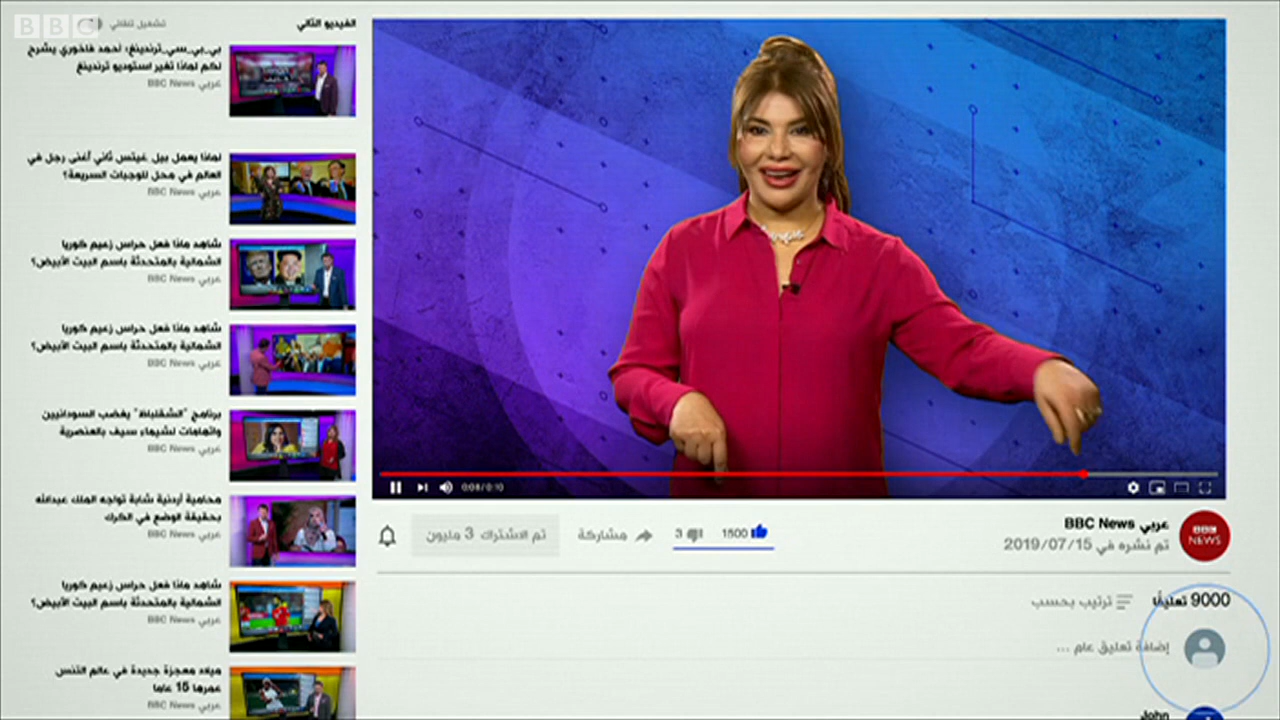 BBC
الفيديو التالي
تشغيل تلقائي
بي_بي_سي_ترندينغ: أحمد فاخوري يشرح
لكم لماذا تغير استوديو ترندينغ
عربي BBC News
لماذا يعمل بيل غيتس ثاني أغنى رجل في
العالم في محل للوجبات السريعة؟
عربي BBC News
شاهد ماذا فعل حراس زعيم كوريا
الشمالية بالمتحدثة باسم البيت الأبيض؟
عربي BBC News
شاهد ماذا فعل حراس زعيم كوريا
الشمالية بالمتحدثة باسم البيت الأبيض؟
عربي BBC News
برنامج "الشقلباظ" يغضب السودانيين
واتهامات لشيماء سيف بالعنصرية
عربي BBC News
محامية أردنية شابة تواجه الملك عبدالله
بحقيقة الوضع في الكرك
عربي BBC News
شاهد ماذا فعل حراس زعيم كوريا
الشمالية بالمتحدثة باسم البيت الأبيض؟
عربي BBC News
ميلاد معجزة جديدة في عالم التنس
عمرها 15 عاما
عربي BBC News
0:08/0:10
BBC NEWS
عربي BBC News
تم نشره في 2019/07/15
1500
3
مشاركة
تم الاشتراك 3 مليون
9000 تعليقًا
ترتيب بحسب
إضافة تعليق عام ...
John